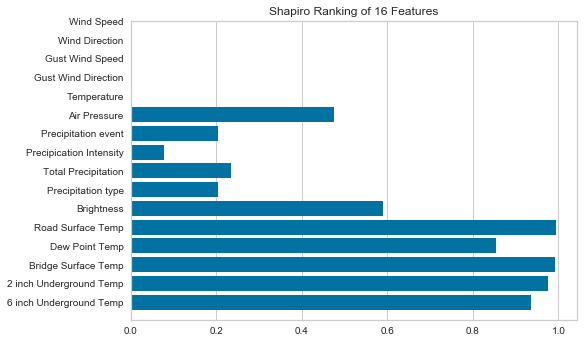 Shapiro Ranking of 16 Features
Wind Speed
Wind Direction
Gust Wind Speed
Gust Wind Direction
Temperature
Air Pressure
Precipitation event
Precipication Intensity
Total Precipitation
Precipitation type
Brightness
Road Surface Temp
Dew Point Temp
Bridge Surface Temp
2 inch Underground Temp
6 inch Underground Temp
0.0 0.2 0.4 0.6 0.8 1.0